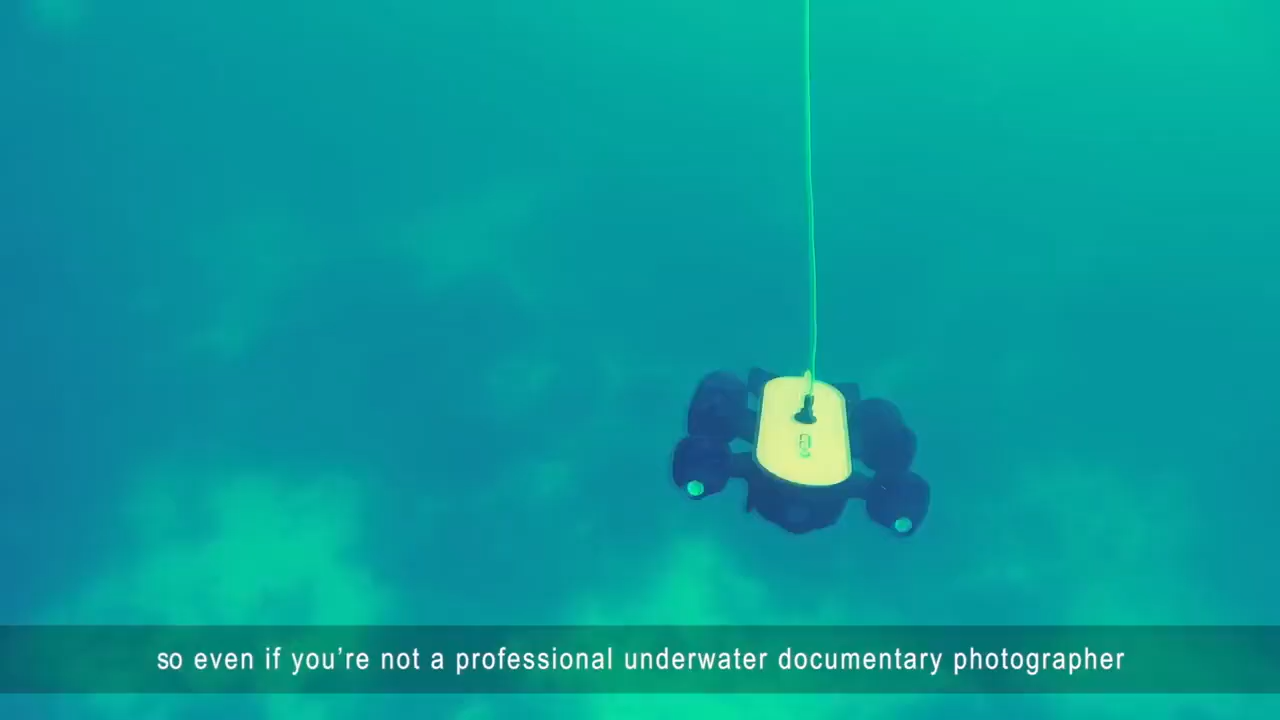 so even if you’re not a professional underwater documentary photographer